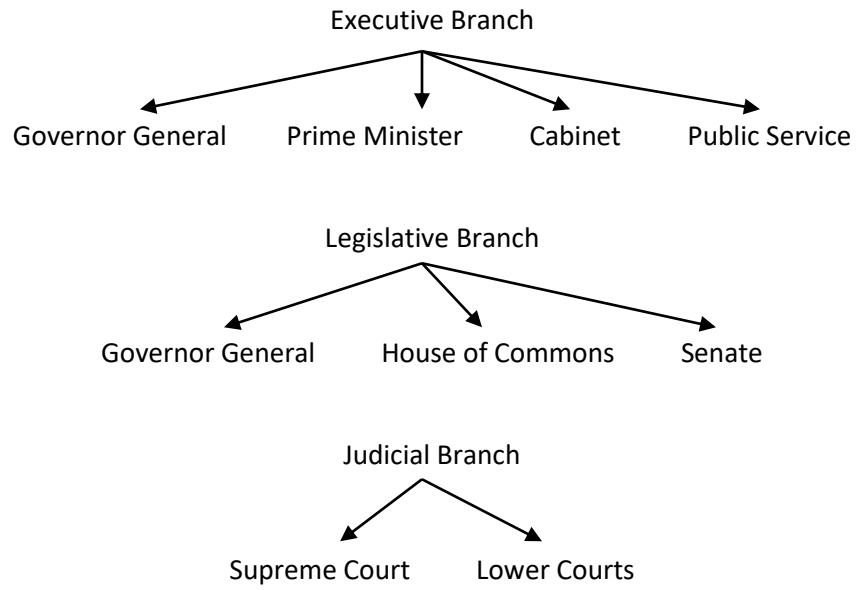 Executive Branch
Governor General Prime Minister Cabinet Public Service
Legislative Branch
Governor General House of Commons Senate
Judicial Branch
Supreme Court Lower Courts